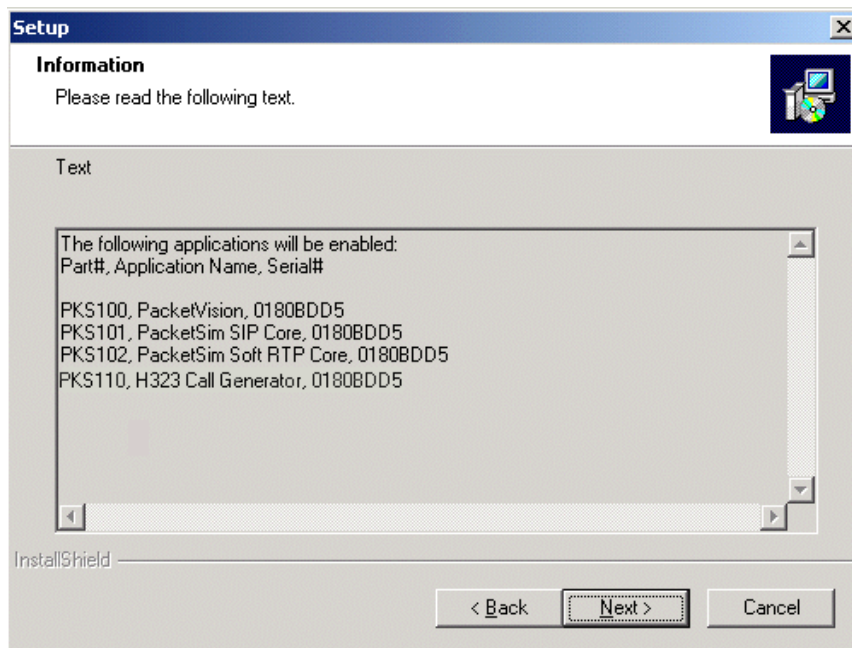 Setup
Information
Please read the following text.
Text
The following applications will be enabled:
Part#, Application Name, Serial#
PKS100, PacketVision, 0180BDD5
PKS101, PacketSim SIP Core, 0180BDD5
PKS102, PacketSim Soft RTP Core, 0180BDD5
PKS110, H323 Call Generator, 0180BDD5
InstallShield
< Back
Next >
Cancel